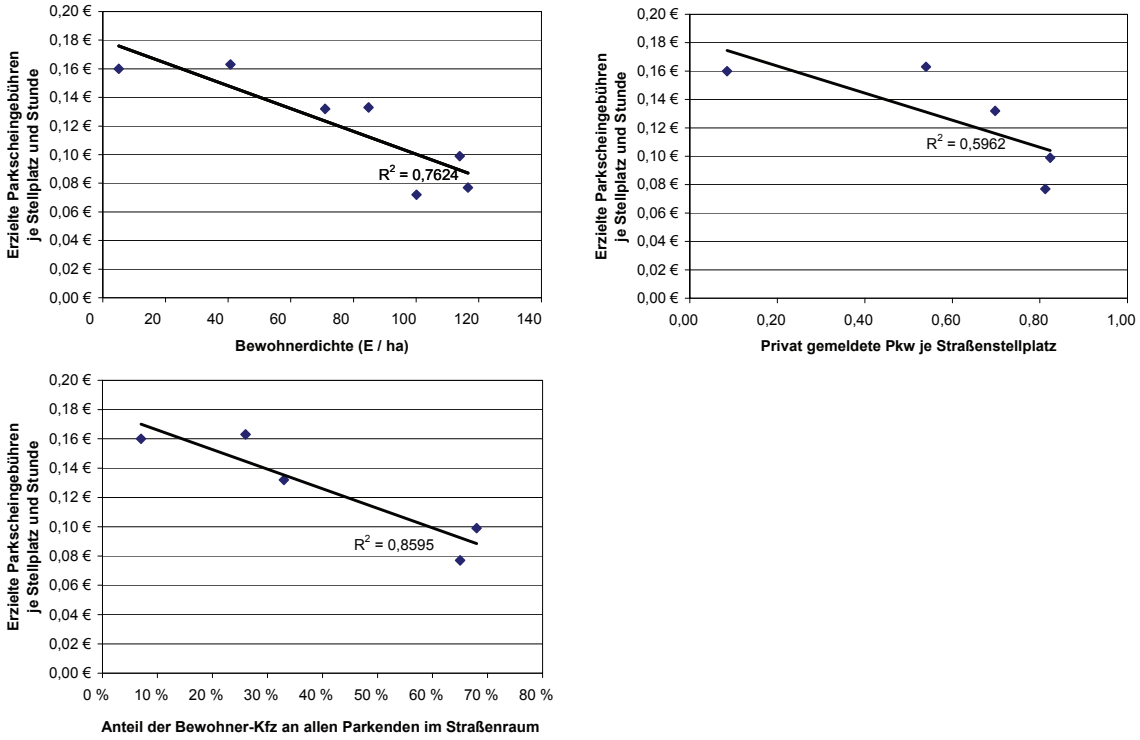 Erzielte Parkscheingebühren
je Stellplatz und Stunde
0,20 €
0,18 €
0,16 €
0,14 €
0,12 €
0,10 €
0,08 €
0,06 €
0,04 €
0,02 €
0,00 €
R² = 0,7624
0 20 40 60 80 100 120 140
Bewohnerdichte (E / ha)
Erzielte Parkscheingebühren
je Stellplatz und Stunde
0,20 €
0,18 €
0,16 €
0,14 €
0,12 €
0,10 €
0,08 €
0,06 €
0,04 €
0,02 €
0,00 €
R² = 0,5962
0,00 0,20 0,40 0,60 0,80 1,00
Privat gemeldete Pkw je Straßenstellplatz
Erzielte Parkscheingebühren
je Stellplatz und Stunde
0,20 €
0,18 €
0,16 €
0,14 €
0,12 €
0,10 €
0,08 €
0,06 €
0,04 €
0,02 €
0,00 €
R² = 0,8595
0 % 10 % 20 % 30 % 40 % 50 % 60 % 70 % 80 %
Anteil der Bewohner-Kfz an allen Parkenden im Straßenraum